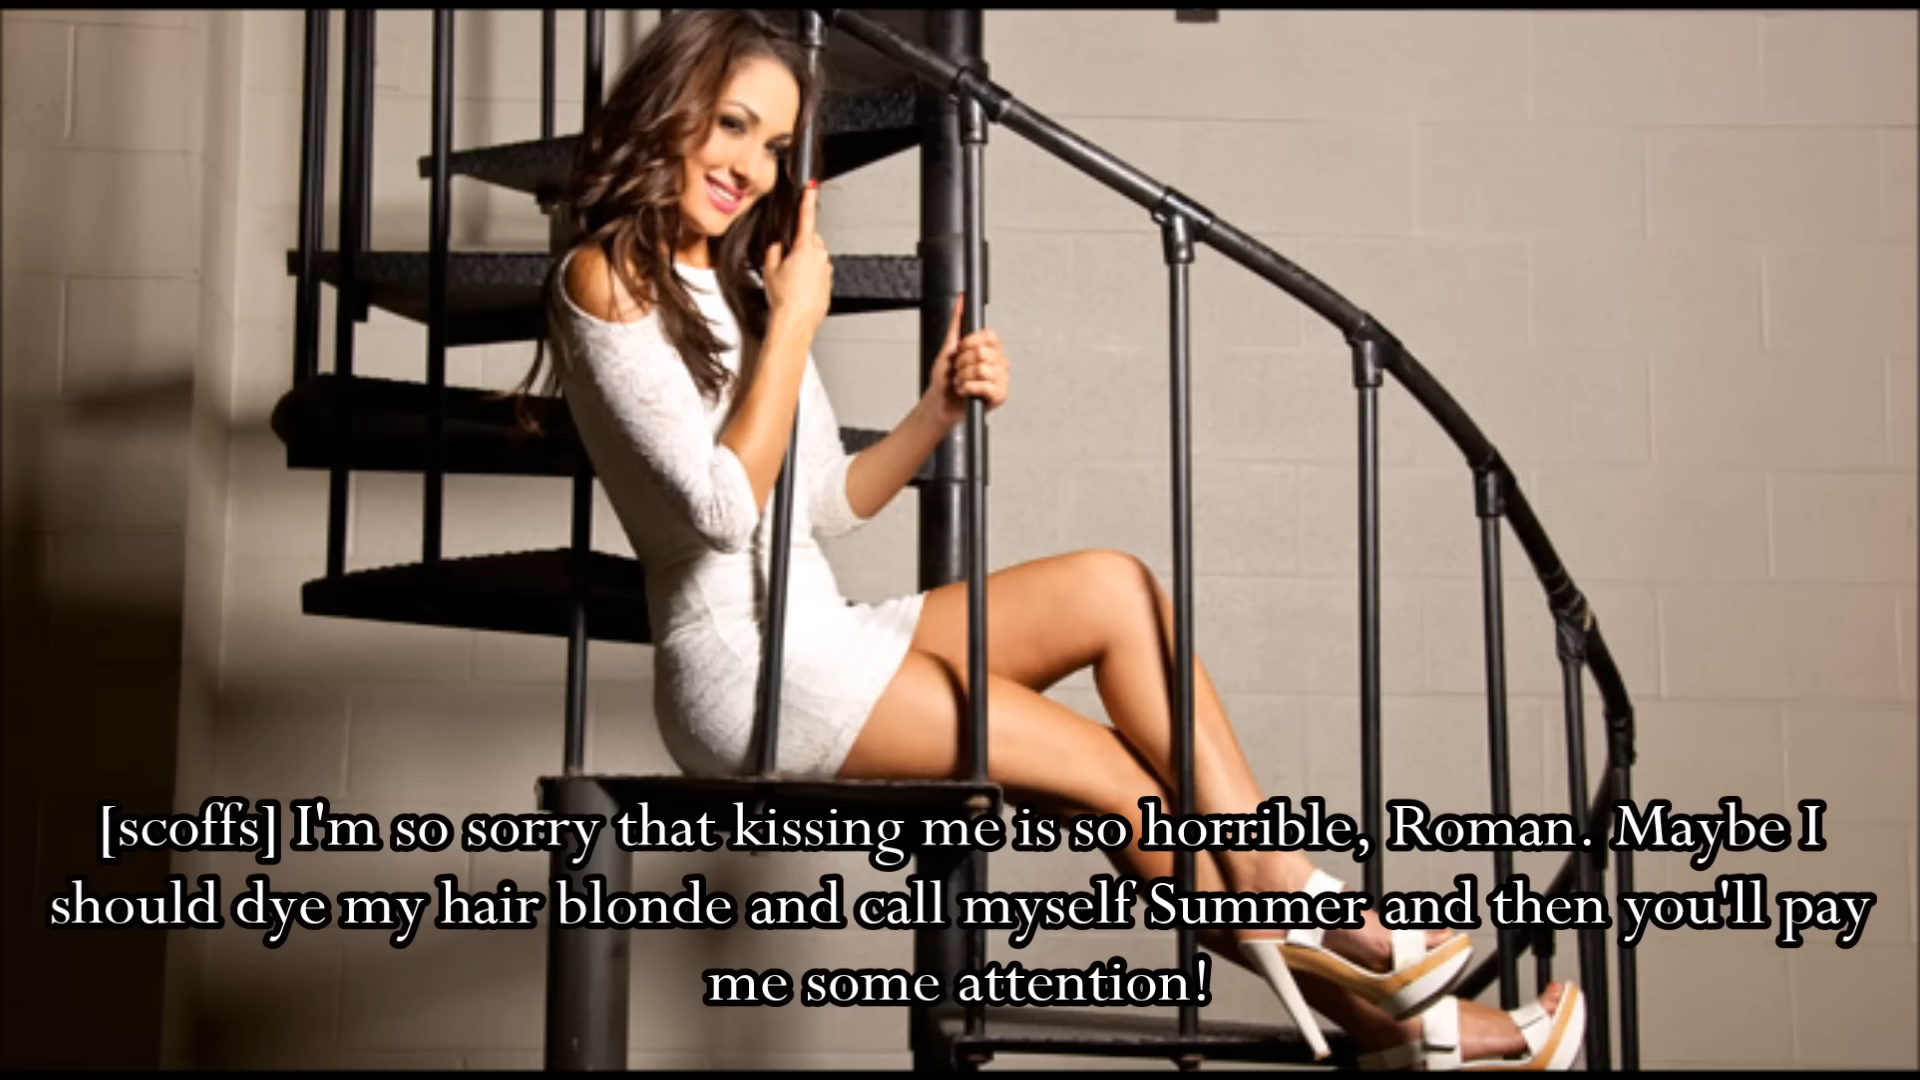 [scoffs] I'm so sorry that kissing me is so horrible, Roman. Maybe I
should dye my hair blonde and call myself Summer and then you'll pay
me some attention!